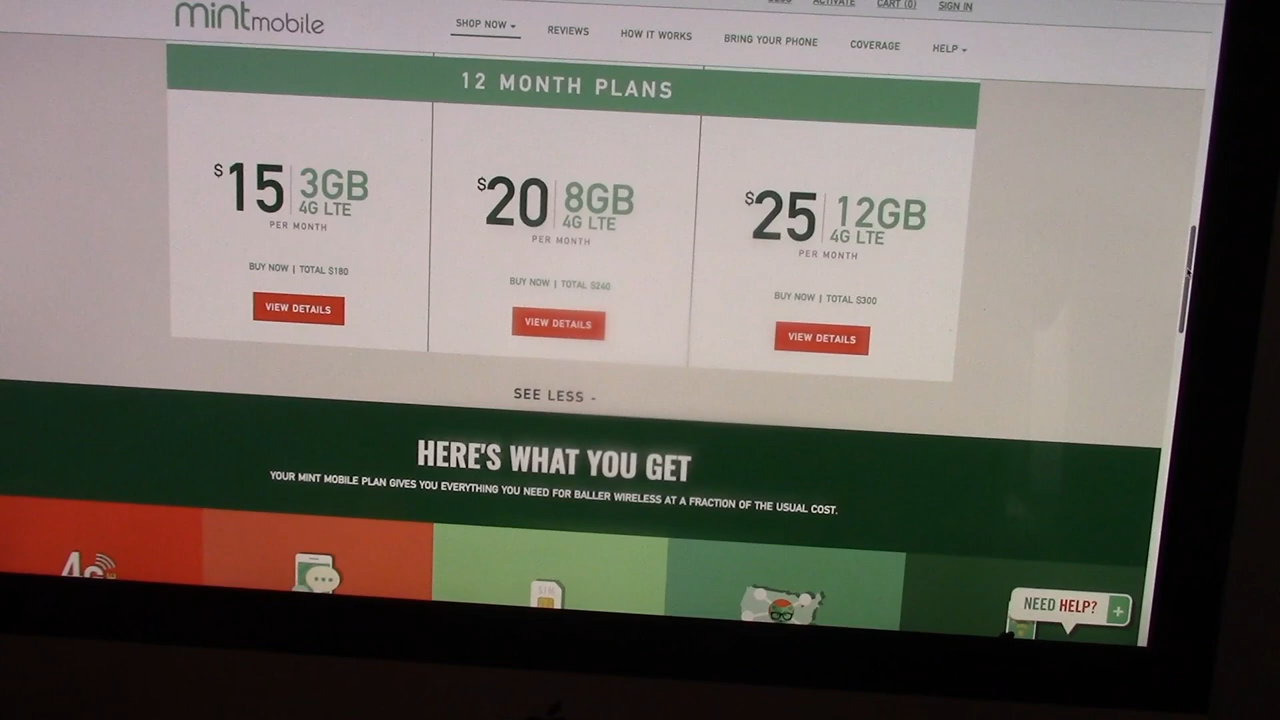 ACTIVATE CART (0) SIGN IN
mintmobile
SHOP NOW REVIEWS HOW IT WORKS BRING YOUR PHONE COVERAGE HELP
12 MONTH PLANS
$15 3GB 4G LTE
PER MONTH
BUY NOW | TOTAL $180
VIEW DETAILS
$20 8GB 4G LTE
PER MONTH
BUY NOW | TOTAL $240
VIEW DETAILS
$25 12GB 4G LTE
PER MONTH
BUY NOW | TOTAL $300
VIEW DETAILS
SEE LESS -
HERE'S WHAT YOU GET
YOUR MINT MOBILE PLAN GIVES YOU EVERYTHING YOU NEED FOR BALLER WIRELESS AT A FRACTION OF THE USUAL COST.
4G
SIM
NEED HELP? +